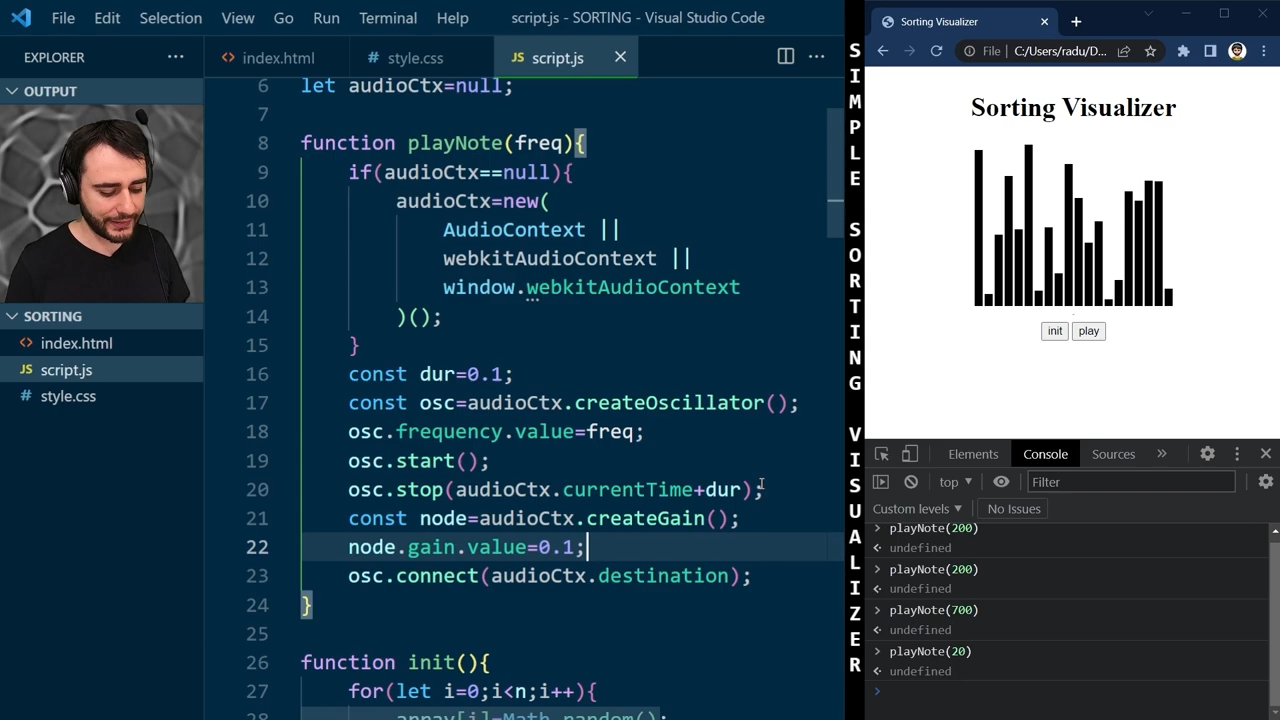 File Edit Selection View Go Run Terminal Help
script.js - SORTING - Visual Studio Code
EXPLORER
OUTPUT
SORTING
index.html
script.js
style.css
index.html
style.css
script.js
6 let audioCtx=null;
7
8 function playNote(freq){
9 if(audioCtx==null){
10 audioCtx=new(
11 AudioContext ||
12 webkitAudioContext ||
13 window.webkitAudioContext
14 )();
15 }
16 const dur=0.1;
17 const osc=audioCtx.createOscillator();
18 osc.frequency.value=freq;
19 osc.start();
20 osc.stop(audioCtx.currentTime+dur);
21 const node=audioCtx.createGain();
22 node.gain.value=0.1;
23 osc.connect(audioCtx.destination);
24 }
25
26 function init(){
27 for(let i=0;i<n;i++){
28 array[i]=Math.random();
SIMPLE SORTING VISUALIZER
Sorting Visualizer
File C:/Users/radu/D...
Sorting Visualizer
init play
Elements Console Sources
top Filter
Custom levels No Issues
playNote(200)
undefined
playNote(200)
undefined
playNote(700)
undefined
playNote(20)
undefined